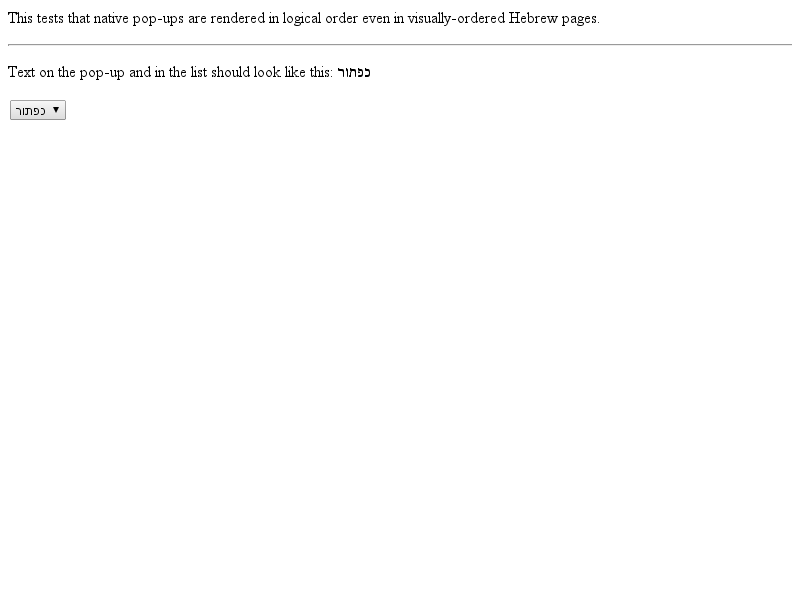 This tests that native pop-ups are rendered in logical order even in visually-ordered Hebrew pages.
Text on the pop-up and in the list should look like this: כפתור
כפתור